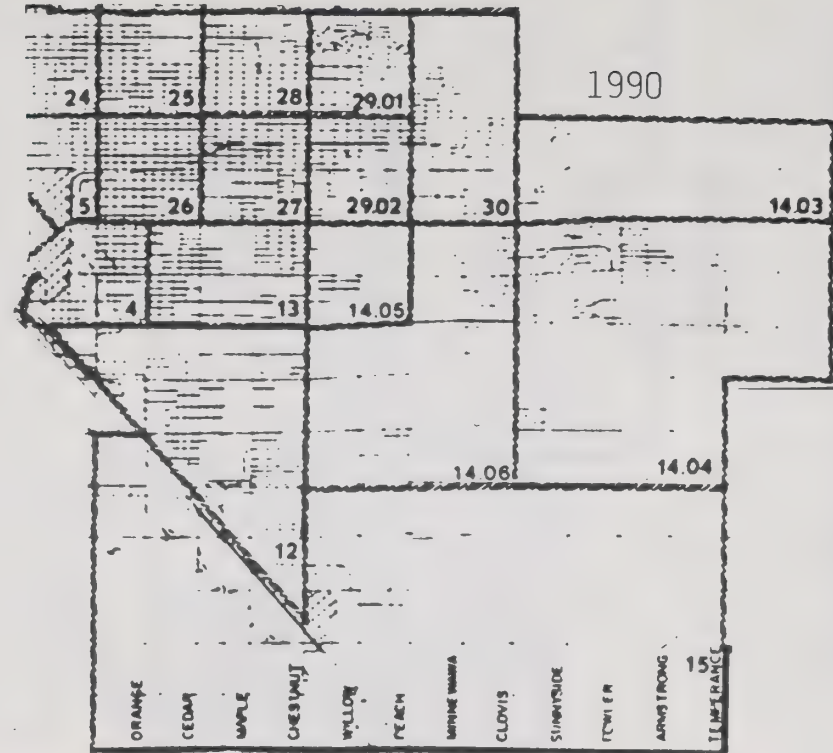 1990
24 25 28 29.01
5 26 27 29.02 30 14.03
4 13 14.05
14.06 14.04
12
15
ORANGE
CEDAR
MAPLE
CHESTNUT
WILLOW
PEACH
MINNEWAWA
CLOVIS
SUNNYSIDE
FOWLER
ARMSTRONG
TEMPERANCE